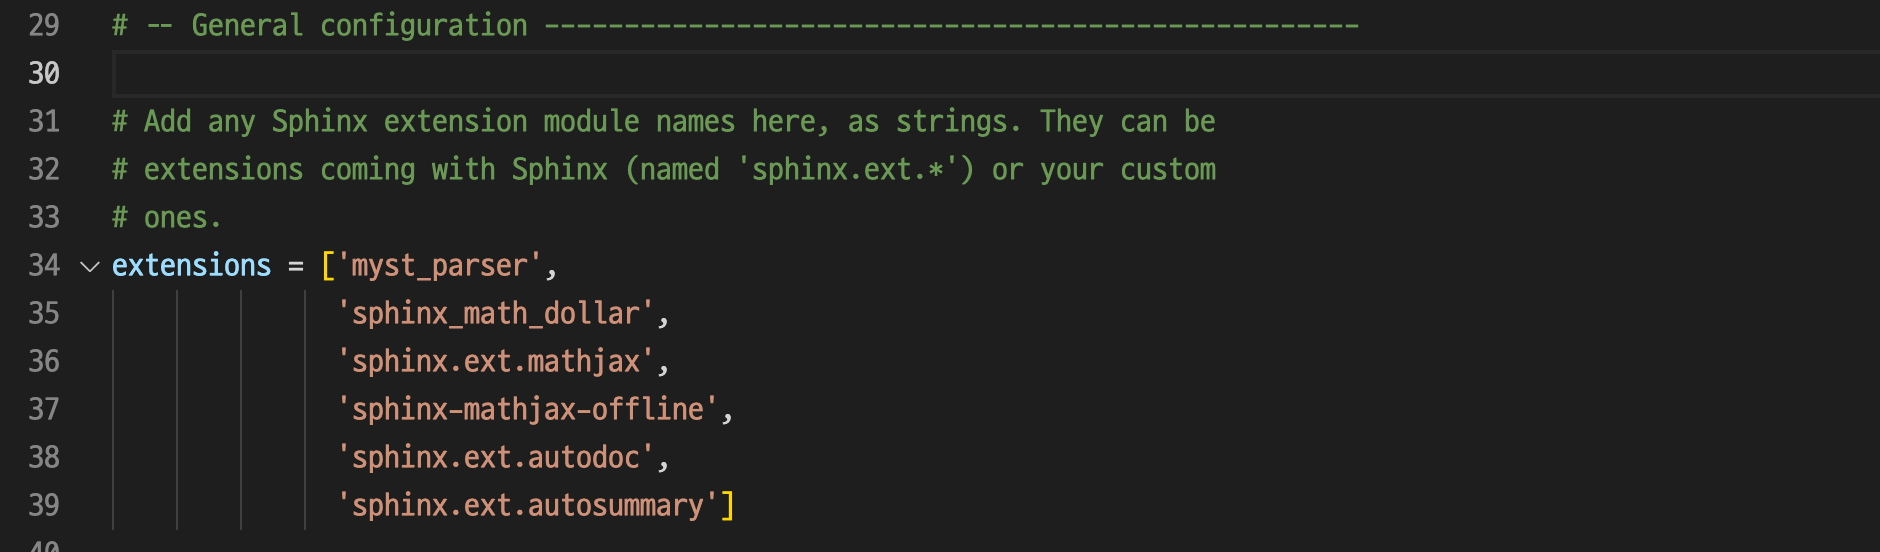 29 # -- General configuration ---------------------------------------------------
30
31 # Add any Sphinx extension module names here, as strings. They can be
32 # extensions coming with Sphinx (named 'sphinx.ext.*') or your custom
33 # ones.
34 extensions = ['myst_parser',
35 'sphinx_math_dollar',
36 'sphinx.ext.mathjax',
37 'sphinx-mathjax-offline',
38 'sphinx.ext.autodoc',
39 'sphinx.ext.autosummary']
40